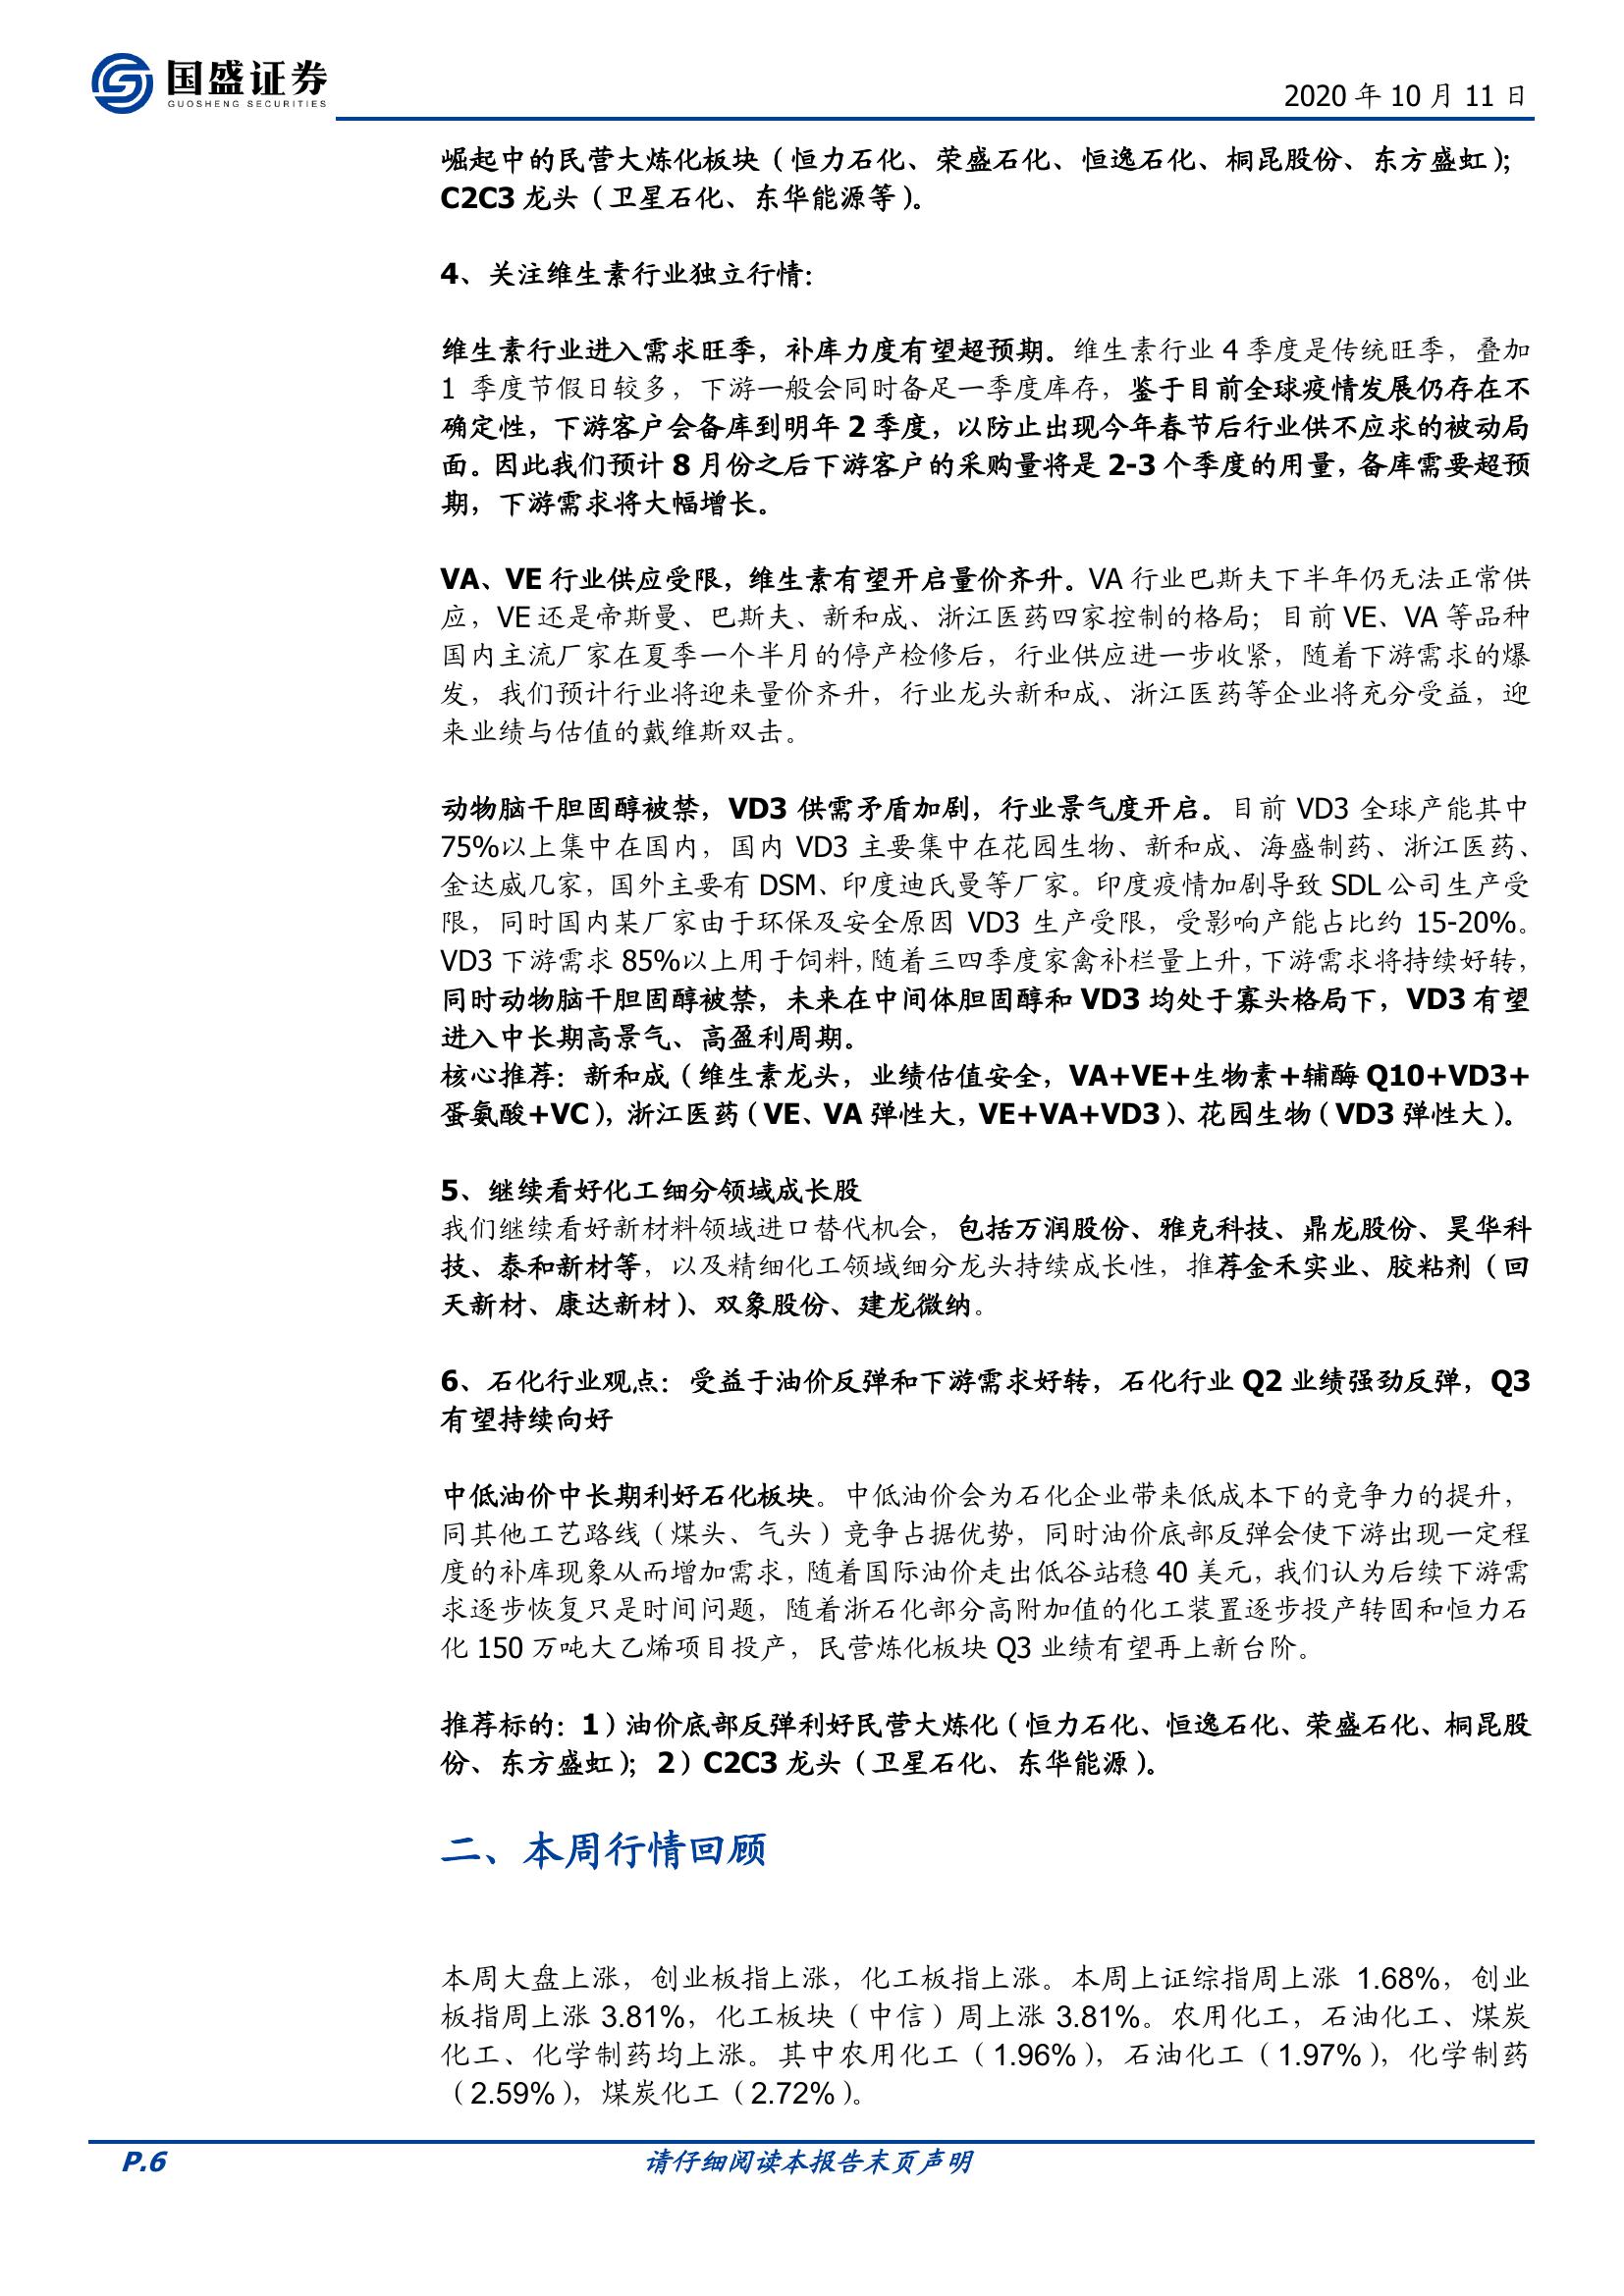 国盛证券
GUOSHENG SECURITIES
2020 年 10 月 11 日
崛起中的民营大炼化板块（恒力石化、荣盛石化、恒逸石化、桐昆股份、东方盛虹）；
C2C3 龙头（卫星石化、东华能源等）。
4、关注维生素行业独立行情：
维生素行业进入需求旺季，补库力度有望超预期。维生素行业 4 季度是传统旺季，叠加
1 季度节假日较多，下游一般会同时备足一季度库存，鉴于目前全球疫情发展仍存在不
确定性，下游客户会备库到明年 2 季度，以防止出现今年春节后行业供不应求的被动局
面。因此我们预计 8 月份之后下游客户的采购量将是 2-3 个季度的用量，备库需要超预
期，下游需求将大幅增长。
VA、VE 行业供应受限，维生素有望开启量价齐升。VA 行业巴斯夫下半年仍无法正常供
应，VE 还是帝斯曼、巴斯夫、新和成、浙江医药四家控制的格局；目前 VE、VA 等品种
国内主流厂家在夏季一个半月的停产检修后，行业供应进一步收紧，随着下游需求的爆
发，我们预计行业将迎来量价齐升，行业龙头新和成、浙江医药等企业将充分受益，迎
来业绩与估值的戴维斯双击。
动物脑干胆固醇被禁，VD3 供需矛盾加剧，行业景气度开启。目前 VD3 全球产能其中
75%以上集中在国内，国内 VD3 主要集中在花园生物、新和成、海盛制药、浙江医药、
金达威几家，国外主要有 DSM、印度迪氏曼等厂家。印度疫情加剧导致 SDL 公司生产受
限，同时国内某厂家由于环保及安全原因 VD3 生产受限，受影响产能占比约 15-20%。
VD3 下游需求 85%以上用于饲料，随着三四季度家禽补栏量上升，下游需求将持续好转，
同时动物脑干胆固醇被禁，未来在中间体胆固醇和 VD3 均处于寡头格局下，VD3 有望
进入中长期高景气、高盈利周期。
核心推荐：新和成（维生素龙头，业绩估值安全，VA+VE+生物素+辅酶 Q10+VD3+
蛋氨酸+VC），浙江医药（VE、VA 弹性大，VE+VA+VD3）、花园生物（VD3 弹性大）。
5、继续看好化工细分领域成长股
我们继续看好新材料领域进口替代机会，包括万润股份、雅克科技、鼎龙股份、昊华科
技、泰和新材等，以及精细化工领域细分龙头持续成长性，推荐金禾实业、胶粘剂（回
天新材、康达新材）、双象股份、建龙微纳。
6、石化行业观点：受益于油价反弹和下游需求好转，石化行业 Q2 业绩强劲反弹，Q3
有望持续向好
中低油价中长期利好石化板块。中低油价会为石化企业带来低成本下的竞争力的提升，
同其他工艺路线（煤头、气头）竞争占据优势，同时油价底部反弹会使下游出现一定程
度的补库现象从而增加需求，随着国际油价走出低谷站稳 40 美元，我们认为后续下游需
求逐步恢复只是时间问题，随着浙石化部分高附加值的化工装置逐步投产转固和恒力石
化 150 万吨大乙烯项目投产，民营炼化板块 Q3 业绩有望再上新台阶。
推荐标的：1）油价底部反弹利好民营大炼化（恒力石化、恒逸石化、荣盛石化、桐昆股
份、东方盛虹）；2）C2C3 龙头（卫星石化、东华能源）。
二、本周行情回顾
本周大盘上涨，创业板指上涨，化工板指上涨。本周上证综指周上涨 1.68%，创业
板指周上涨 3.81%，化工板块（中信）周上涨 3.81%。农用化工，石油化工、煤炭
化工、化学制药均上涨。其中农用化工（1.96%），石油化工（1.97%），化学制药
（2.59%），煤炭化工（2.72%）。
P.6
请仔细阅读本报告末页声明